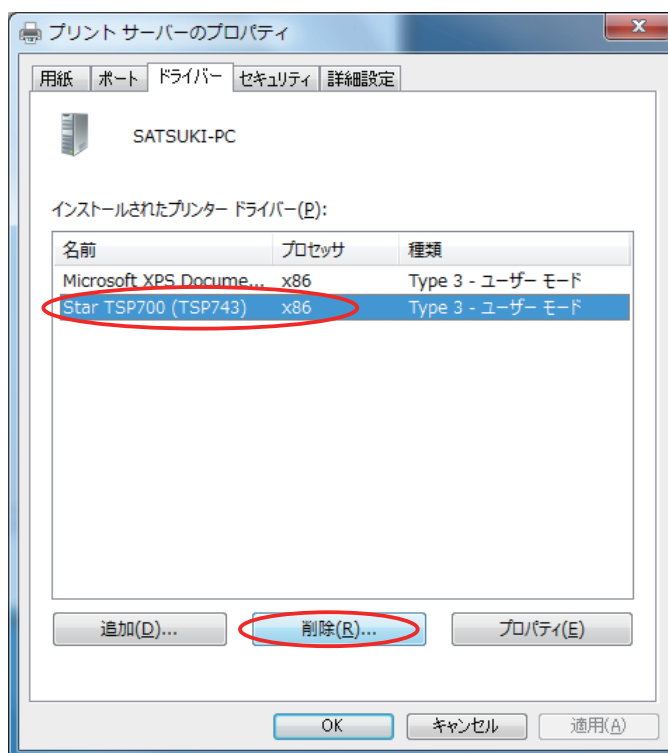 プリント サーバーのプロパティ
用紙 ポート ドライバー セキュリティ 詳細設定
SATSUKI-PC
インストールされたプリンター ドライバー(P):
名前 プロセッサ 種類
Microsoft XPS Docume... x86 Type 3 - ユーザー モード
Star TSP700 (TSP743) x86 Type 3 - ユーザー モード
追加(D)... 削除(R)... プロパティ(E)
OK キャンセル 適用(A)